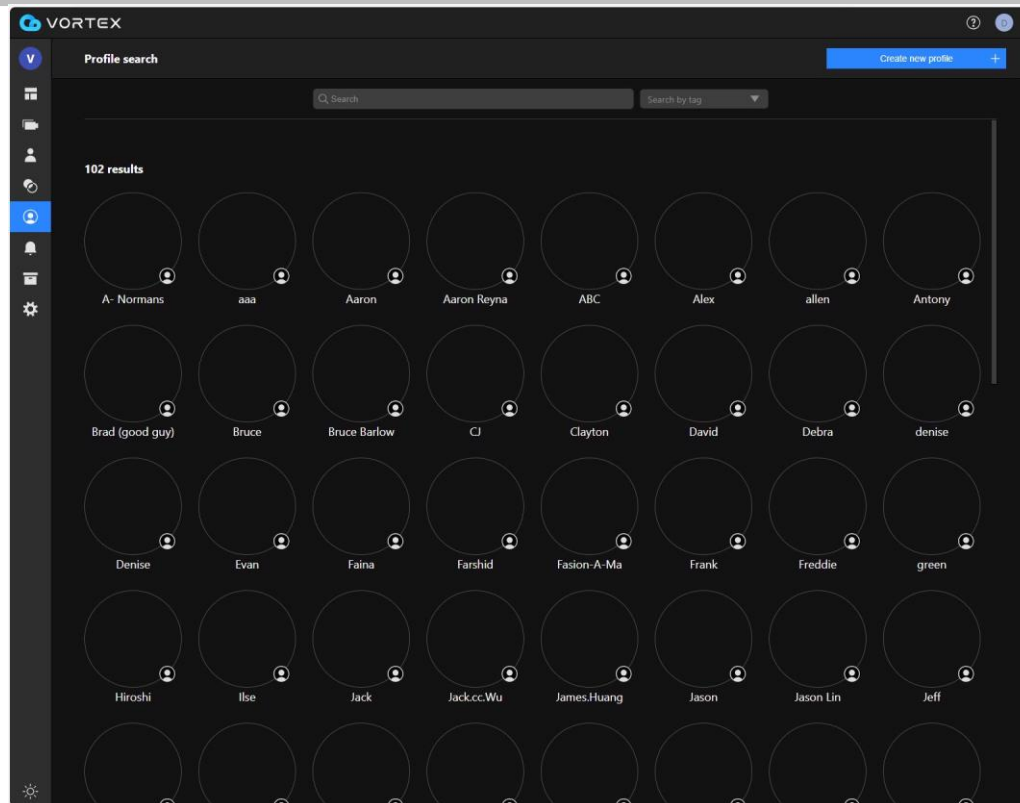 VORTEX
?
D
V
Profile search
Create new profile +
Search
Search by tag
102 results
A- Normans aaa Aaron Aaron Reyna ABC Alex allen Antony
Brad (good guy) Bruce Bruce Barlow CJ Clayton David Debra denise
Denise Evan Faina Farshid Fasion-A-Ma Frank Freddie green
Hiroshi Ilse Jack Jack.cc.Wu James.Huang Jason Jason Lin Jeff